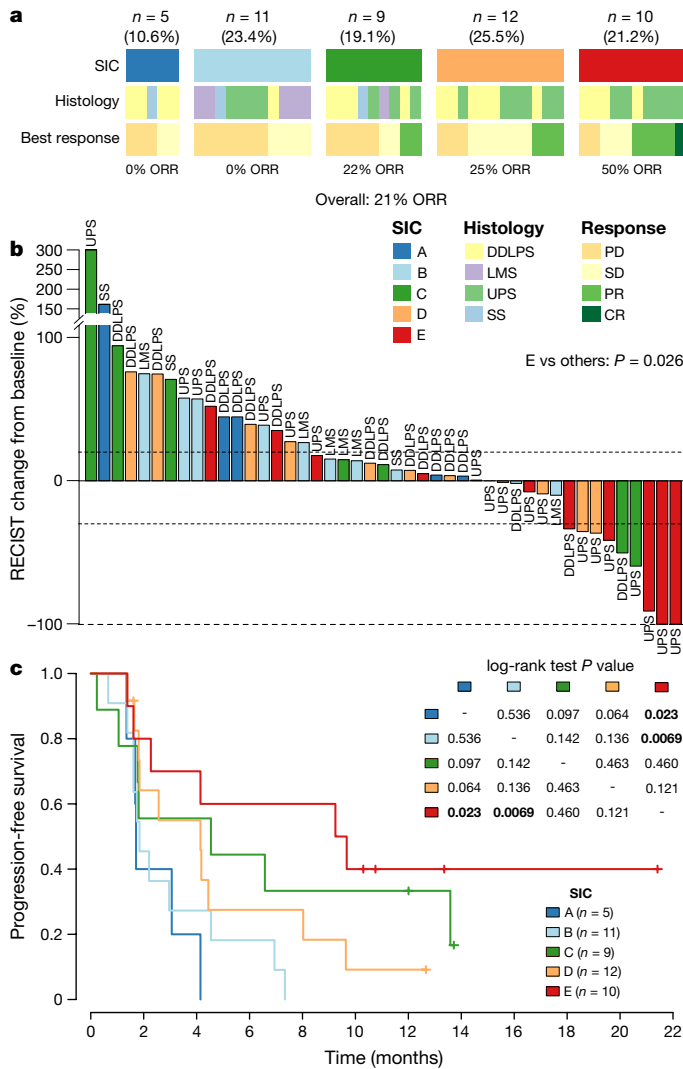 a
n = 5 n = 11 n = 9 n = 12 n = 10
(10.6%) (23.4%) (19.1%) (25.5%) (21.2%)
SIC
Histology
Best response
0% ORR 0% ORR 22% ORR 25% ORR 50% ORR
Overall: 21% ORR
b
SIC Histology Response
A DDLPS PD
B LMS SD
C UPS PR
D SS CR
E
E vs others: P = 0.026
RECIST change from baseline (%)
300
250
200
150
100
0
−100
UPS
SS
DDLPS
DDLPS
LMS
DDLPS
SS
UPS
UPS
DDLPS
DDLPS
DDLPS
DDLPS
UPS
DDLPS
UPS
LMS
UPS
LMS
LMS
LMS
DDLPS
DDLPS
SS
DDLPS
DDLPS
DDLPS
DDLPS
DDLPS
UPS
UPS
UPS
DDLPS
UPS
UPS
LMS
DDLPS
UPS
UPS
UPS
DDLPS
UPS
UPS
UPS
UPS
c
log-rank test P value
- 0.536 0.097 0.064 0.023
0.536 - 0.142 0.136 0.0069
0.097 0.142 - 0.463 0.460
0.064 0.136 0.463 - 0.121
0.023 0.0069 0.460 0.121 -
Progression-free survival
1.0
0.8
0.6
0.4
0.2
0
SIC
A (n = 5)
B (n = 11)
C (n = 9)
D (n = 12)
E (n = 10)
0 2 4 6 8 10 12 14 16 18 20 22
Time (months)